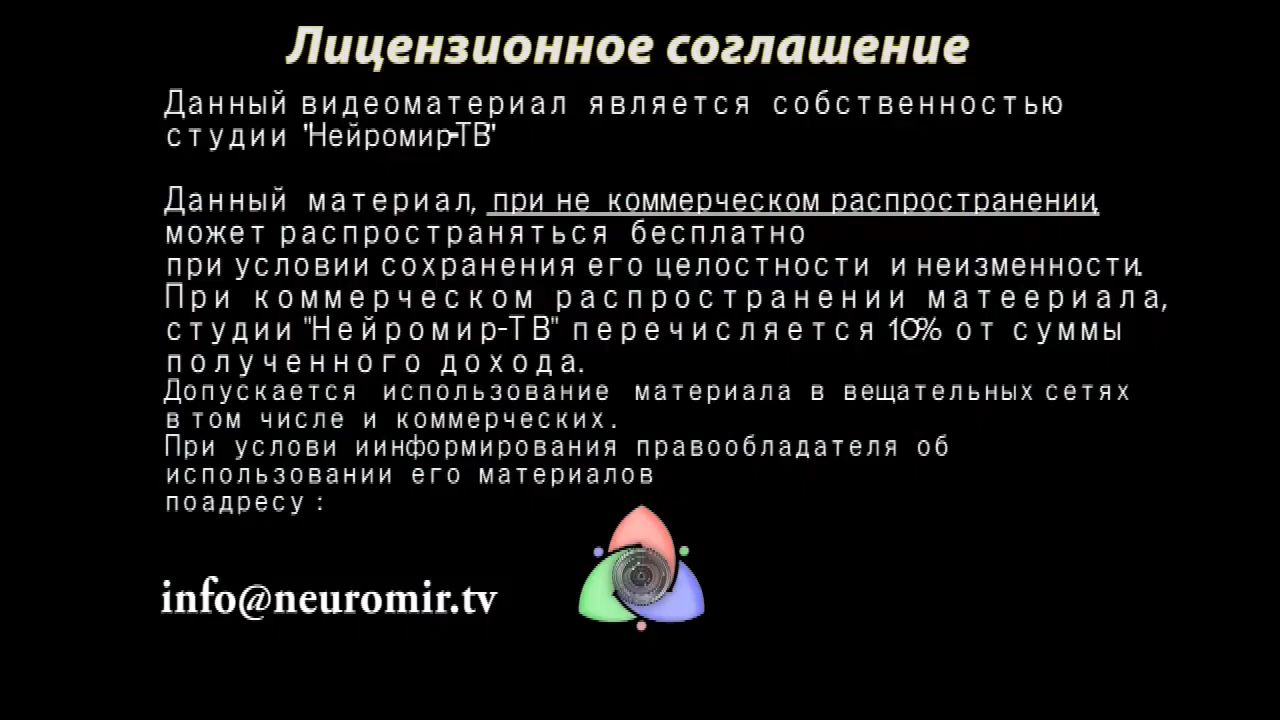 Лицензионное соглашение
Данный видеоматериал является собственностью
студии "Нейромир-ТВ"
Данный материал, при не коммерческом распространении,
может распространяться бесплатно
при условии сохранения его целостности и неизменности.
При коммерческом распространении матеериала,
студии "Нейромир-ТВ" перечисляется 10% от суммы
полученного дохода.
Допускается использование материала в вещательных сетях
в том числе и коммерческих.
При услови иинформирования правообладателя об
использовании его материалов
поадресу :
info@neuromir.tv